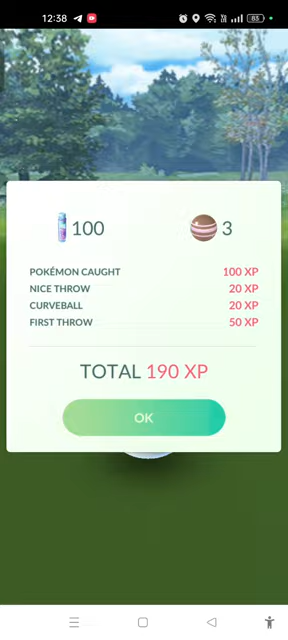 12:38
83
100
3
POKÉMON CAUGHT 100 XP
NICE THROW 20 XP
CURVEBALL 20 XP
FIRST THROW 50 XP
TOTAL 190 XP
OK